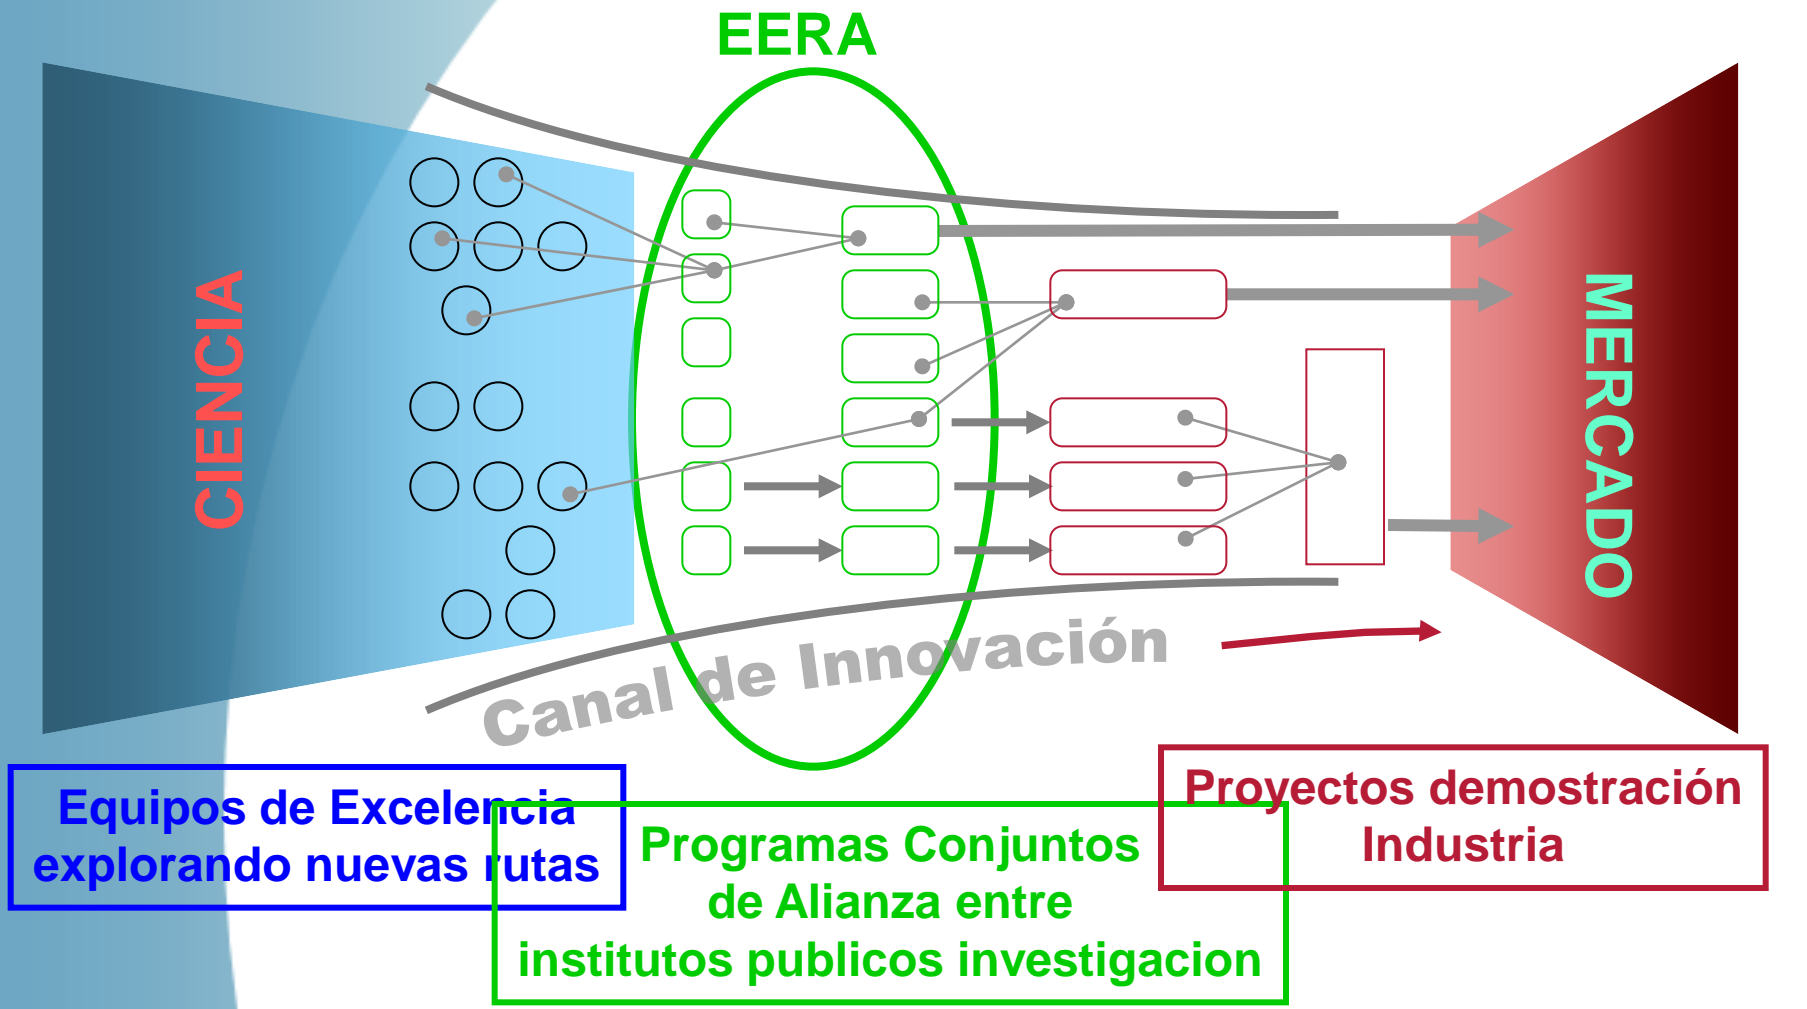 EERA
CIENCIA
MERCADO
Canal de Innovación
Equipos de Excelencia
explorando nuevas rutas
Programas Conjuntos
de Alianza entre
institutos publicos investigacion
Proyectos demostración
Industria